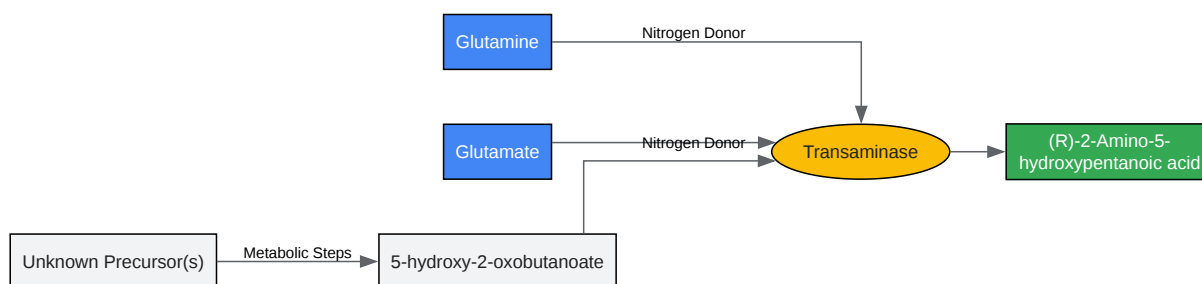 Glutamine
Nitrogen Donor
Glutamate
Nitrogen Donor
Transaminase
(R)-2-Amino-5-
hydroxypentanoic acid
Unknown Precursor(s)
Metabolic Steps
5-hydroxy-2-oxobutanoate